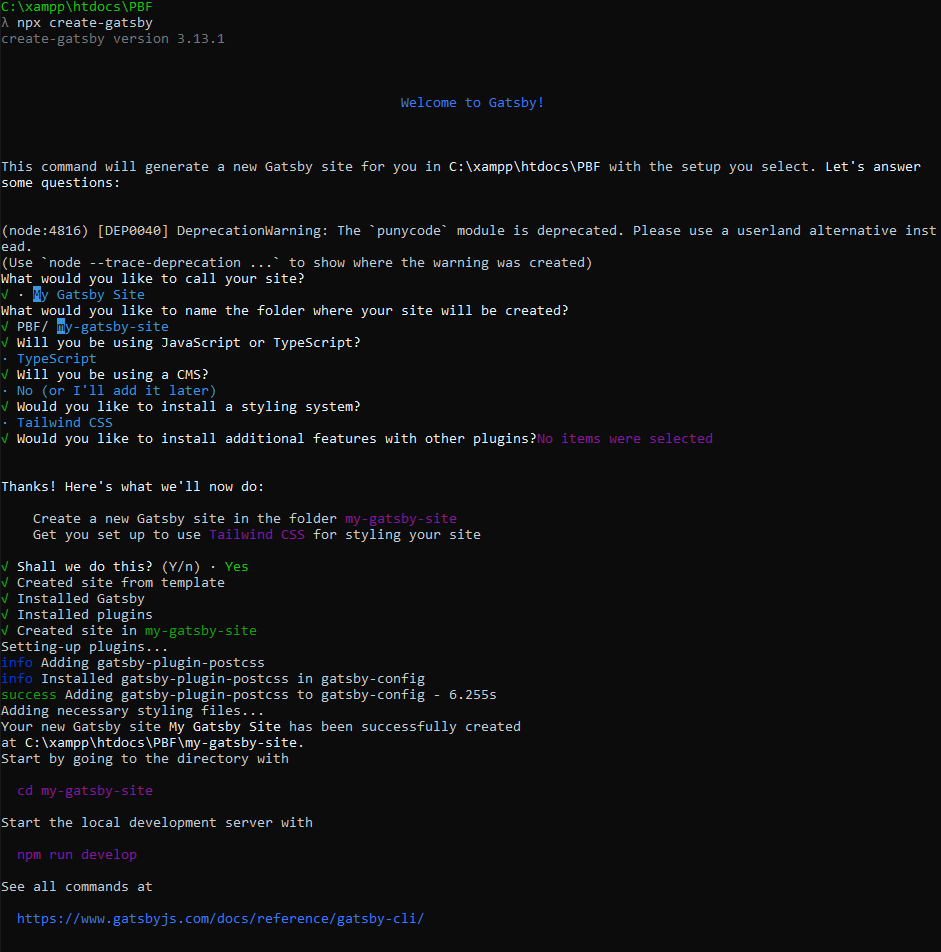 C:\xampp\htdocs\PBF
λ npx create-gatsby
create-gatsby version 3.13.1
Welcome to Gatsby!
This command will generate a new Gatsby site for you in C:\xampp\htdocs\PBF with the setup you select. Let's answer
some questions:
(node:4816) [DEP0040] DeprecationWarning: The `punycode` module is deprecated. Please use a userland alternative inst
ead.
(Use `node --trace-deprecation ...` to show where the warning was created)
What would you like to call your site?
√ · My Gatsby Site
What would you like to name the folder where your site will be created?
√ PBF/ my-gatsby-site
√ Will you be using JavaScript or TypeScript?
· TypeScript
√ Will you be using a CMS?
· No (or I'll add it later)
√ Would you like to install a styling system?
· Tailwind CSS
√ Would you like to install additional features with other plugins?No items were selected
Thanks! Here's what we'll now do:
Create a new Gatsby site in the folder my-gatsby-site
Get you set up to use Tailwind CSS for styling your site
√ Shall we do this? (Y/n) · Yes
√ Created site from template
√ Installed Gatsby
√ Installed plugins
√ Created site in my-gatsby-site
Setting-up plugins...
info Adding gatsby-plugin-postcss
info Installed gatsby-plugin-postcss in gatsby-config
success Adding gatsby-plugin-postcss to gatsby-config - 6.255s
Adding necessary styling files...
Your new Gatsby site My Gatsby Site has been successfully created
at C:\xampp\htdocs\PBF\my-gatsby-site.
Start by going to the directory with
cd my-gatsby-site
Start the local development server with
npm run develop
See all commands at
https://www.gatsbyjs.com/docs/reference/gatsby-cli/